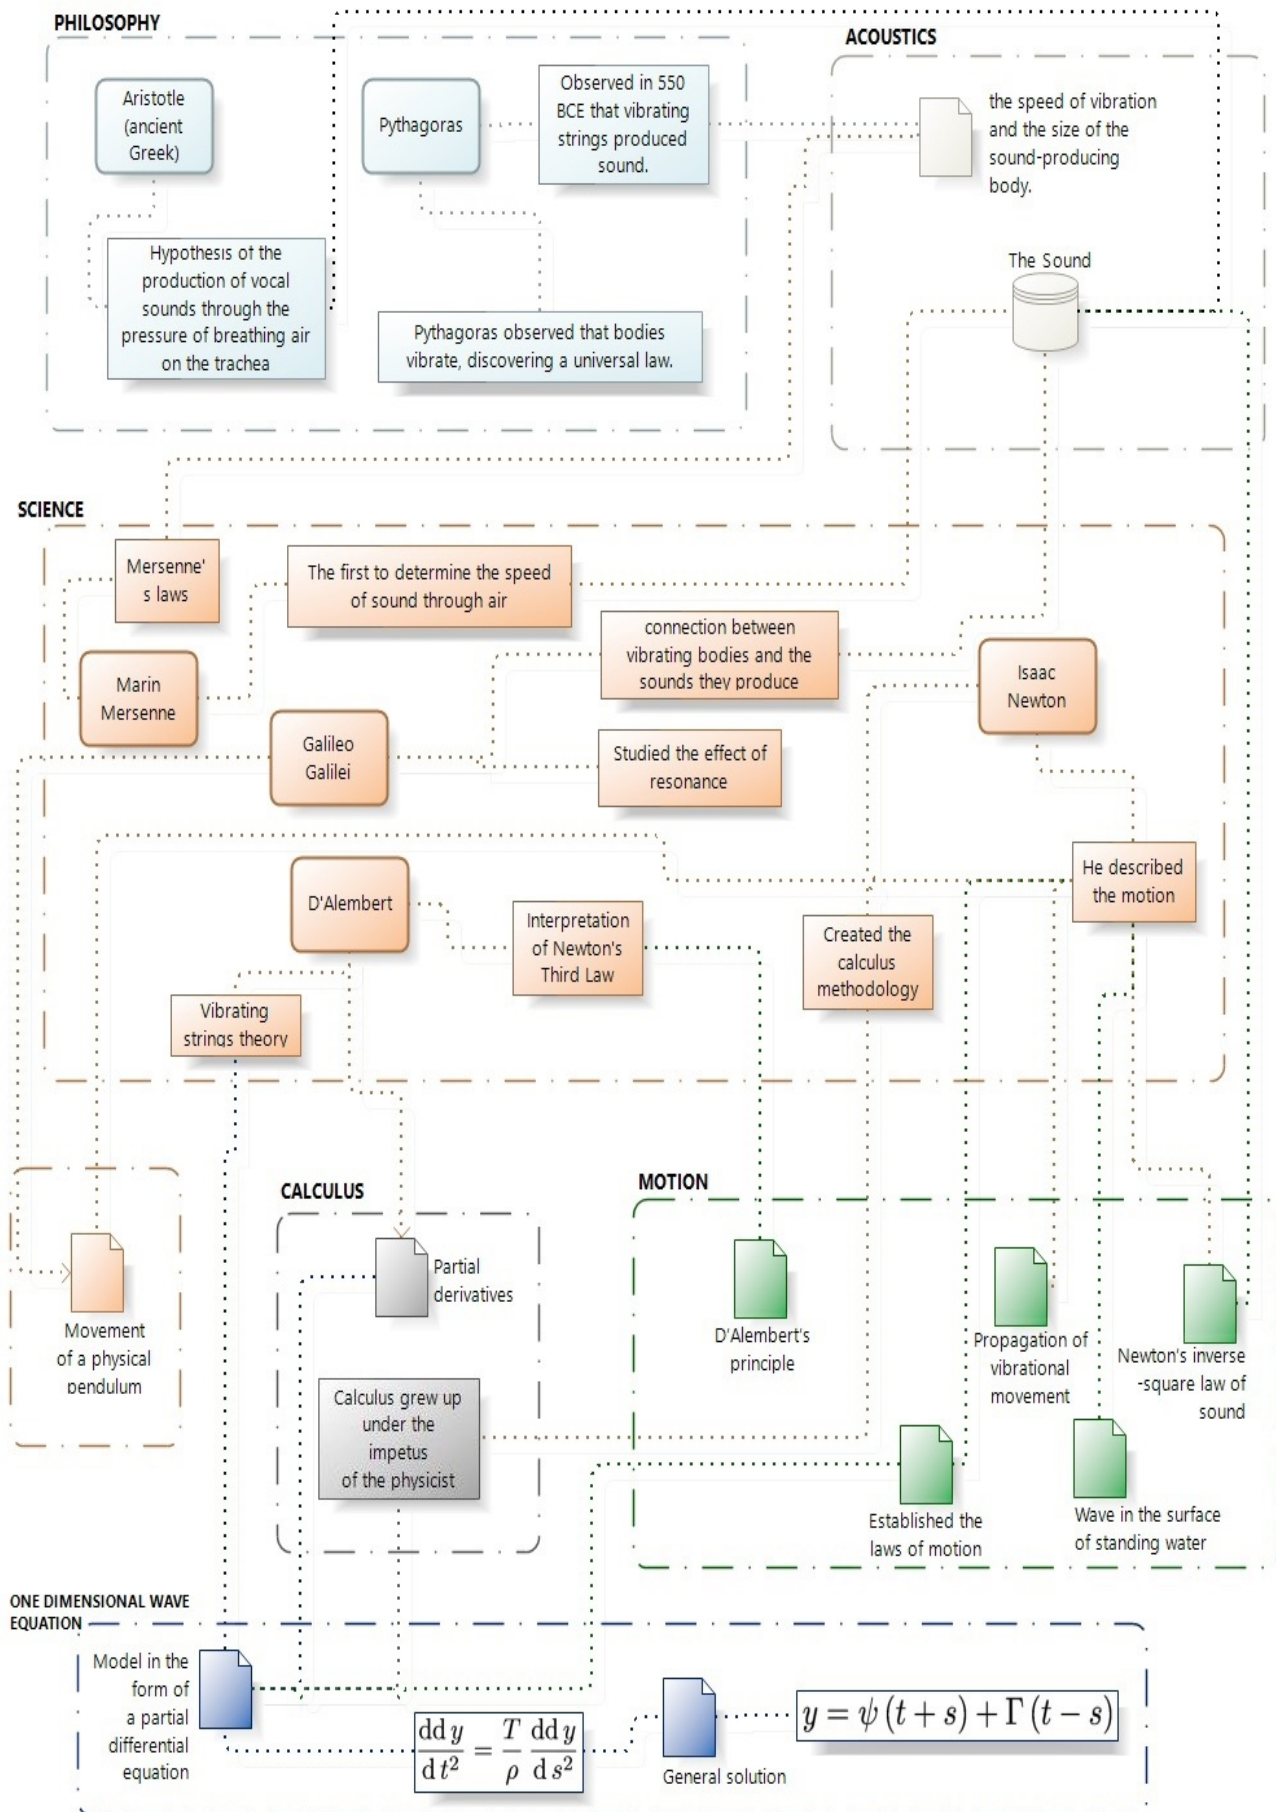 PHILOSOPHY
ACOUSTICS
Aristotle
(ancient
Greek)
Pythagoras
Observed in 550
BCE that vibrating
strings produced
sound.
the speed of vibration
and the size of the
sound-producing
body.
Hypothesis of the
production of vocal
sounds through the
pressure of breathing air
on the trachea
Pythagoras observed that bodies
vibrate, discovering a universal law.
The Sound
SCIENCE
Mersenne'
s laws
The first to determine the speed
of sound through air
connection between
vibrating bodies and the
sounds they produce
Marin
Mersenne
Isaac
Newton
Galileo
Galilei
Studied the effect of
resonance
D'Alembert
Interpretation
of Newton's
Third Law
Created the
calculus
methodology
He described
the motion
Vibrating
strings theory
CALCULUS
MOTION
Movement
of a physical
pendulum
Partial
derivatives
Calculus grew up
under the
impetus
of the physicist
D'Alembert's
principle
Propagation of
vibrational
movement
Newton's inverse
-square law of
sound
Established the
laws of motion
Wave in the surface
of standing water
ONE DIMENSIONAL WAVE
EQUATION
Model in the
form of
a partial
differential
equation
dd y / d t² = T / ρ dd y / d s²
General solution
y = ψ (t + s) + Γ (t − s)